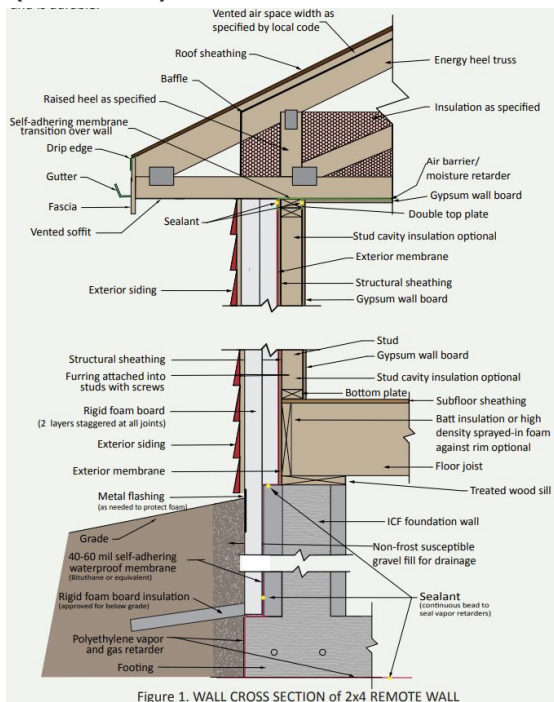 Vented air space width as
specified by local code
Roof sheathing
Energy heel truss
Baffle
Raised heel as specified
Insulation as specified
Self-adhering membrane
transition over wall
Drip edge
Air barrier/
moisture retarder
Gutter
Gypsum wall board
Fascia
Sealant
Double top plate
Vented soffit
Stud cavity insulation optional
Exterior membrane
Exterior siding
Structural sheathing
Gypsum wall board
Stud
Structural sheathing
Gypsum wall board
Furring attached into
studs with screws
Stud cavity insulation optional
Bottom plate
Subfloor sheathing
Rigid foam board
(2 layers staggered at all joints)
Batt insulation or high
density sprayed-in foam
against rim optional
Exterior siding
Exterior membrane
Floor joist
Treated wood sill
Metal flashing
(as needed to protect foam)
ICF foundation wall
Grade
Non-frost susceptible
gravel fill for drainage
40-60 mil self-adhering
waterproof membrane
(Bituthane or equivalent)
Rigid foam board insulation
(approved for below grade)
Sealant
(continuous bead to
seal vapor retarders)
Polyethylene vapor
and gas retarder
Footing
Figure 1. WALL CROSS SECTION of 2x4 REMOTE WALL